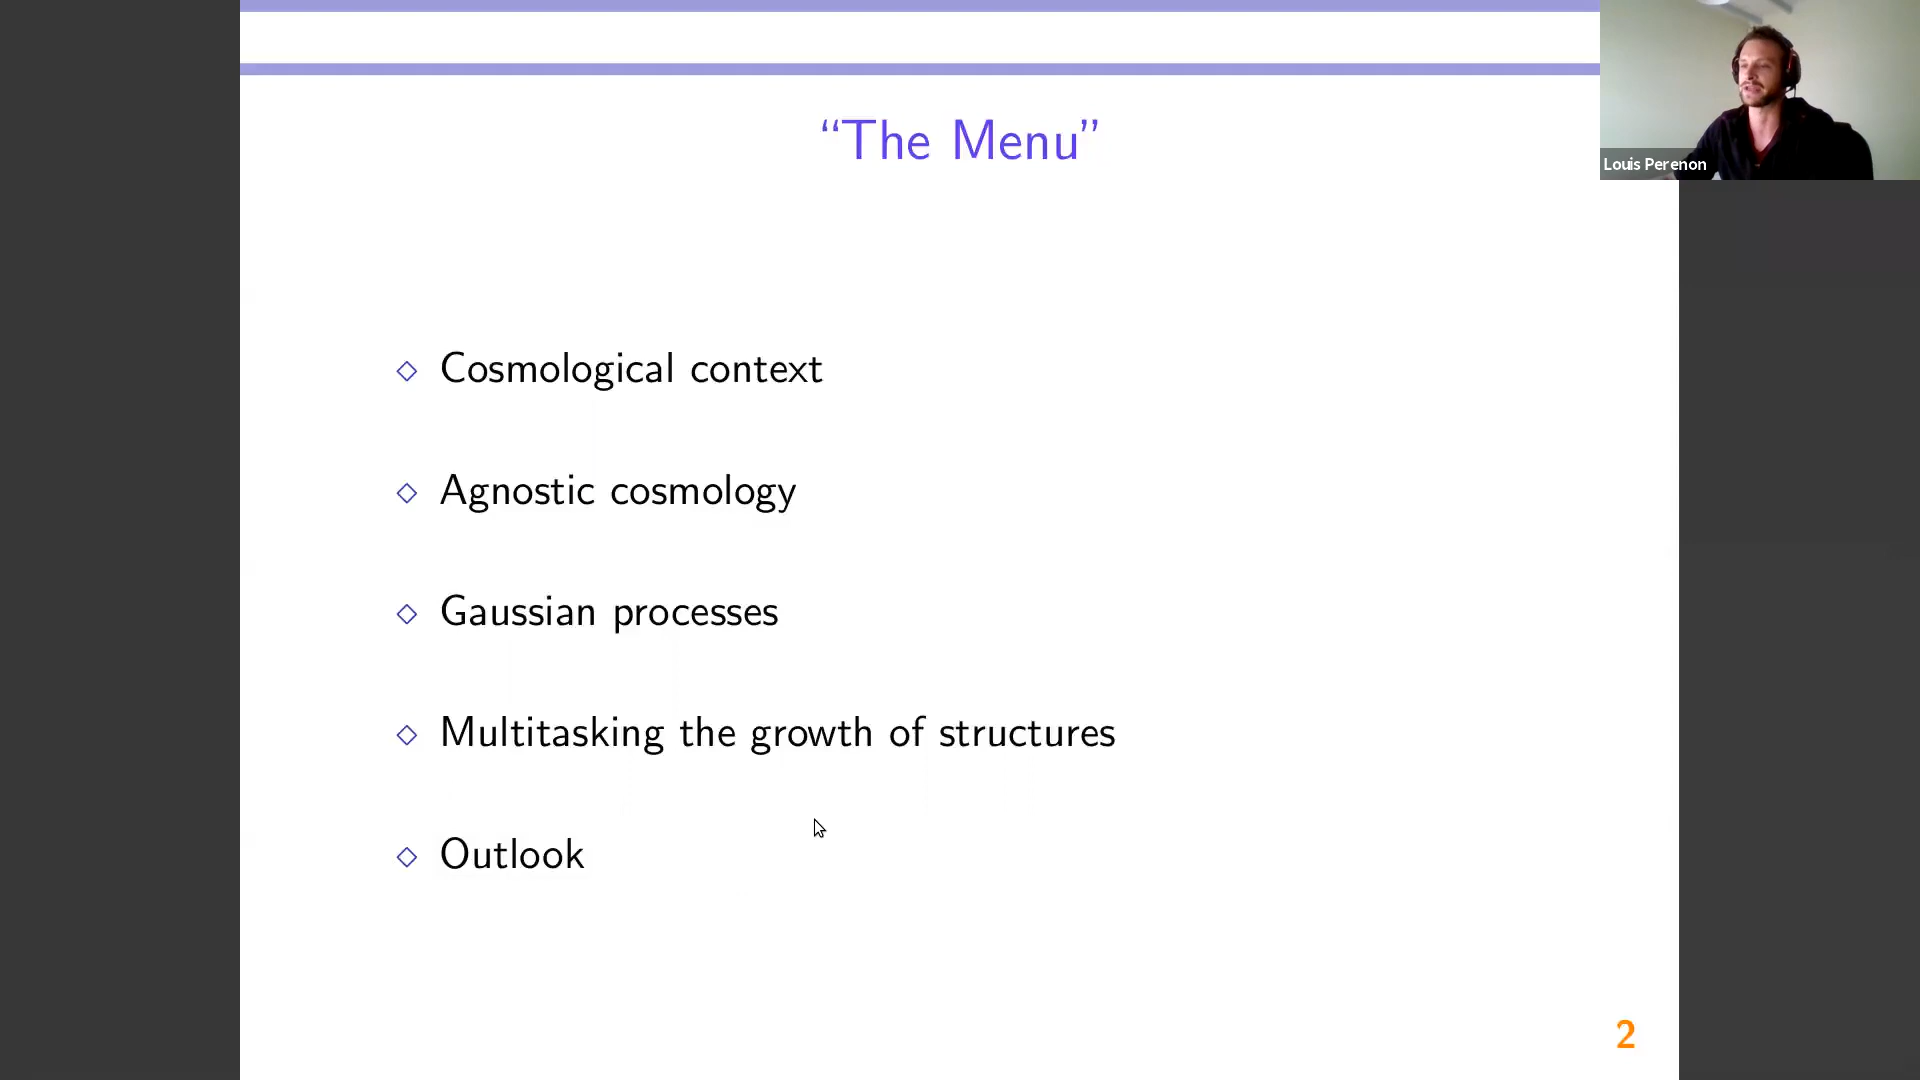 “The Menu”
Louis Perenon
◇ Cosmological context
◇ Agnostic cosmology
◇ Gaussian processes
◇ Multitasking the growth of structures
◇ Outlook
2